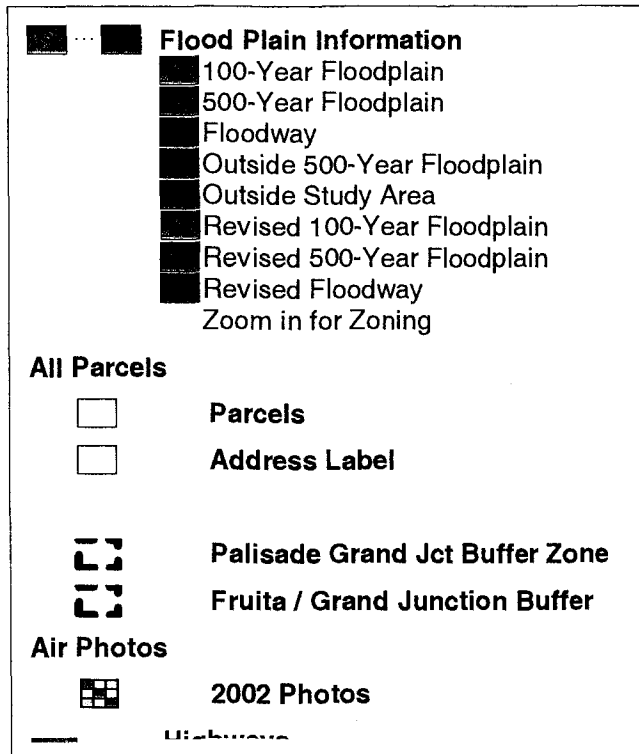 Flood Plain Information
100-Year Floodplain
500-Year Floodplain
Floodway
Outside 500-Year Floodplain
Outside Study Area
Revised 100-Year Floodplain
Revised 500-Year Floodplain
Revised Floodway
Zoom in for Zoning
All Parcels
Parcels
Address Label
Palisade Grand Jct Buffer Zone
Fruita / Grand Junction Buffer
Air Photos
2002 Photos
Highways